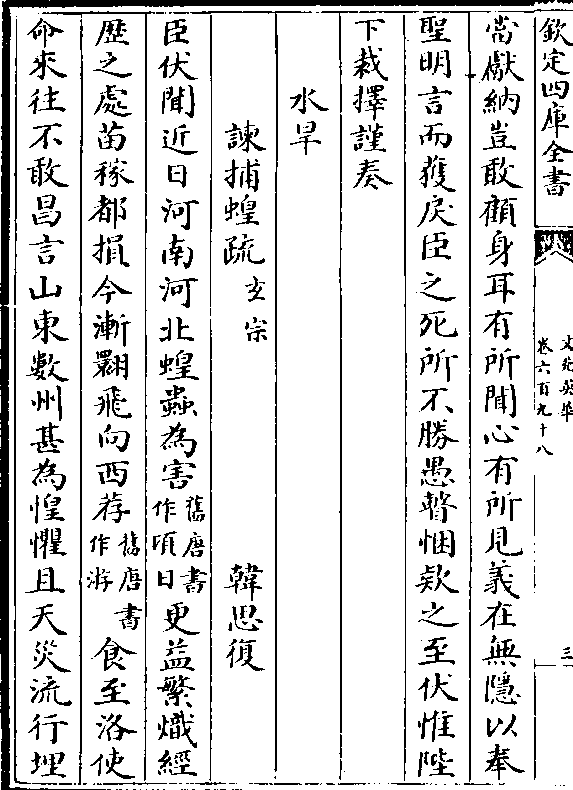 欽定四庫全書
文苑英華
卷六百九十八
三
當獻納豈敢顧身耳有所聞心有所見義在無隱以奉
聖明言而獲戾臣之死所不勝愚瞽悃欵之至伏惟陛
下裁擇謹奏
水旱
諫捕蝗疏 玄宗 韓思復
臣伏聞近日河南河北蝗蟲為害舊唐書作頃日更益繁熾經
歴之處苗稼都損今漸翾飛向西荐舊唐書作游食至洛使
命來往不敢昌言山東數州甚為惶懼且天災流行埋